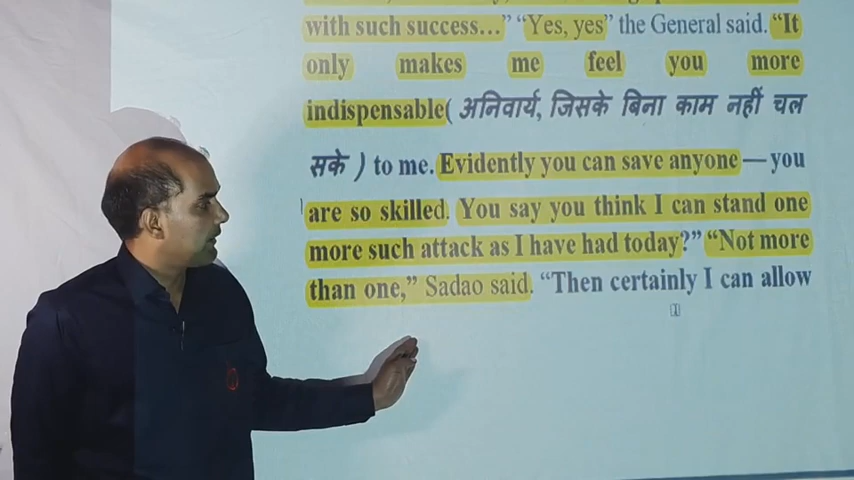 with such success…” “Yes, yes” the General said. “It
only makes me feel you more
indispensable( अनिवार्य, जिसके बिना काम नहीं चल
सके ) to me. Evidently you can save anyone—you
are so skilled. You say you think I can stand one
more such attack as I have had today?” “Not more
than one,” Sadao said. “Then certainly I can allow